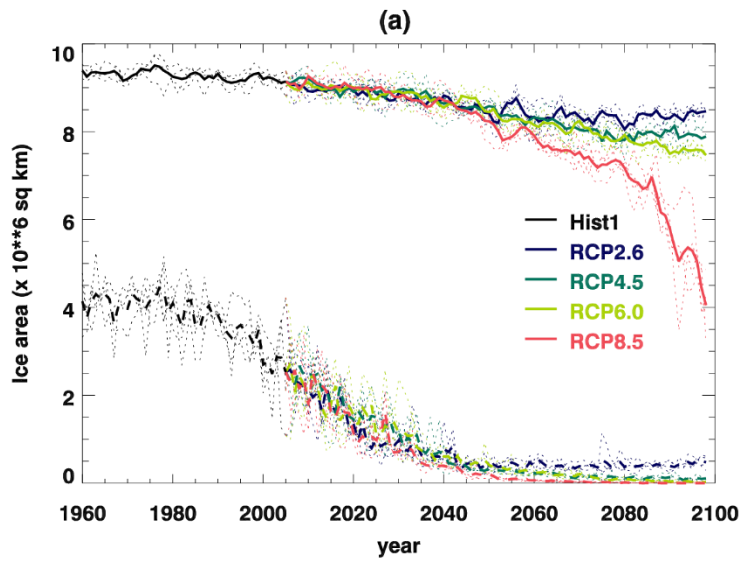 (a)
Ice area (x 10**6 sq km)
10
8
6
4
2
0
Hist1
RCP2.6
RCP4.5
RCP6.0
RCP8.5
1960 1980 2000 2020 2040 2060 2080 2100
year